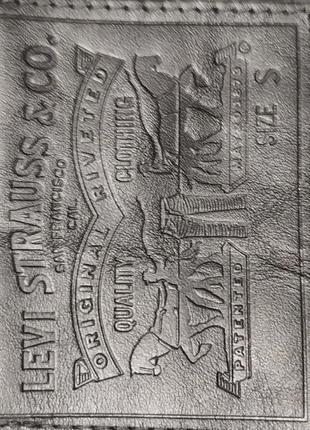 LEVI STRAUSS & CO.
SAN FRANCISCO
CAL.
ORIGINAL RIVETED
QUALITY CLOTHING
PATENTED
SIZE S